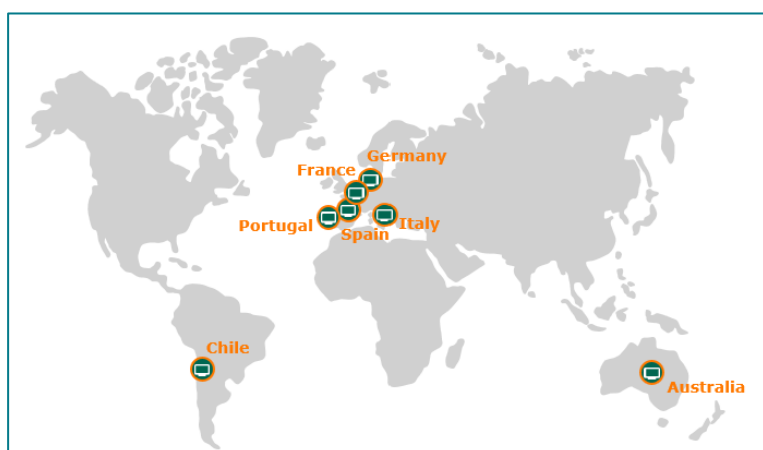 Germany
France
Portugal
Spain
Italy
Chile
Australia